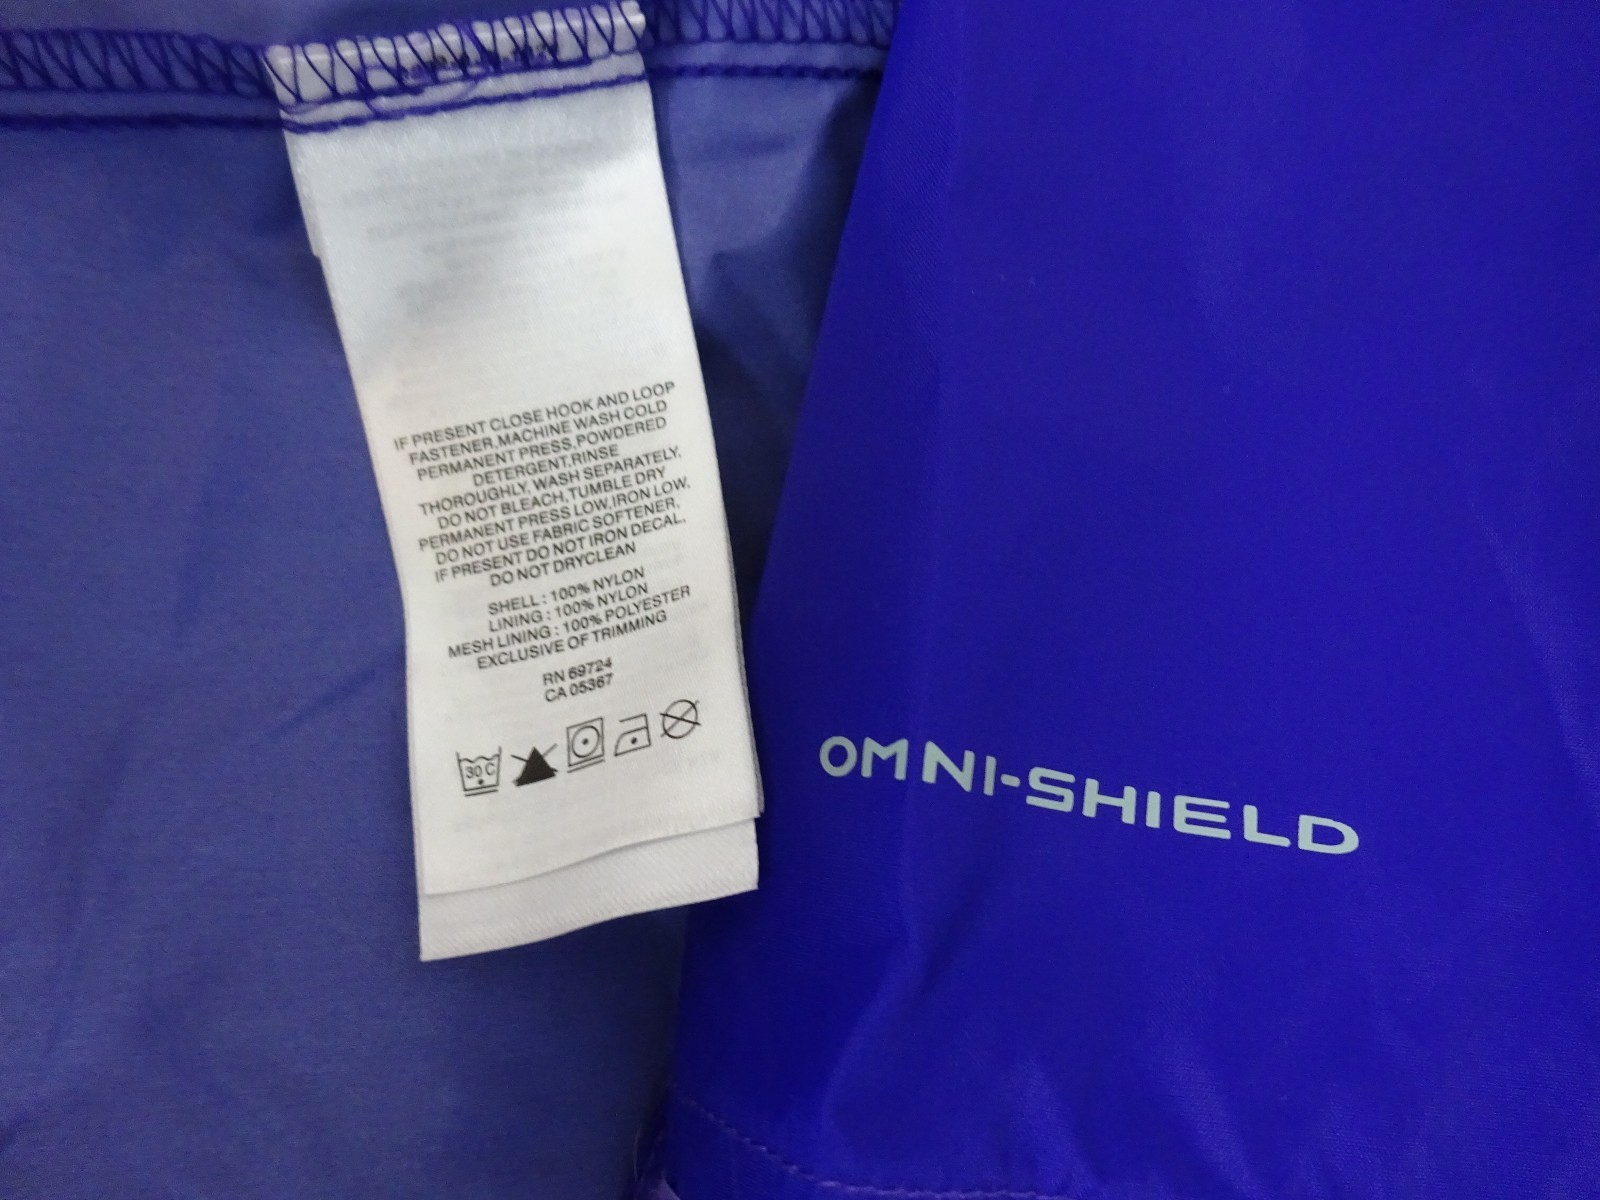 IF PRESENT CLOSE HOOK AND LOOP
FASTENER,MACHINE WASH COLD
PERMANENT PRESS,POWDERED
DETERGENT,RINSE
THOROUGHLY, WASH SEPARATELY,
DO NOT BLEACH,TUMBLE DRY
PERMANENT PRESS LOW,IRON LOW,
DO NOT USE FABRIC SOFTENER,
IF PRESENT DO NOT IRON DECAL,
DO NOT DRYCLEAN
SHELL : 100% NYLON
LINING : 100% NYLON
MESH LINING : 100% POLYESTER
EXCLUSIVE OF TRIMMING
RN 69724
CA 05367
30 C
OMNI-SHIELD